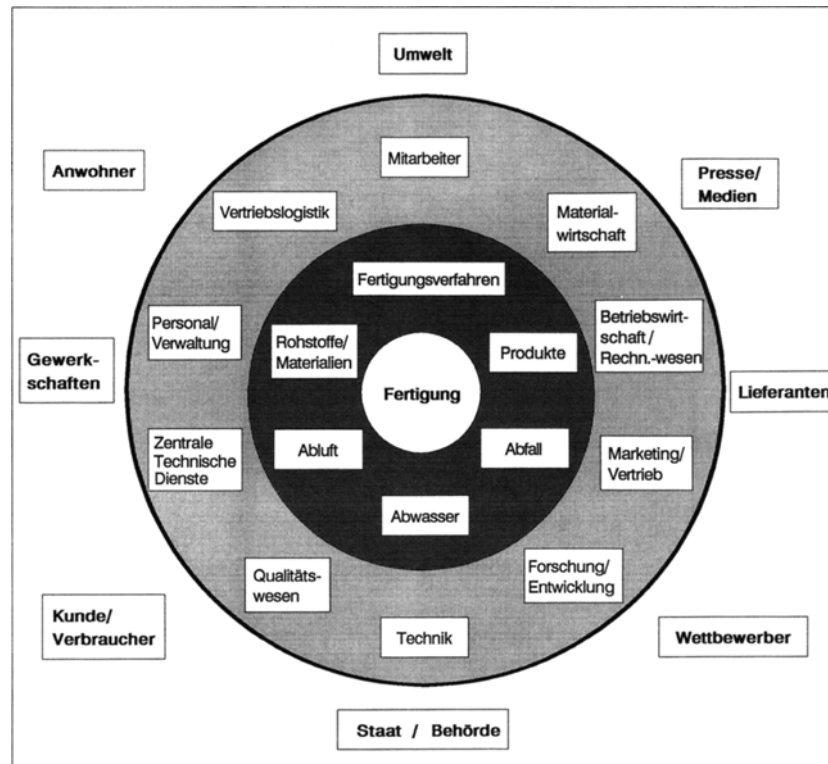 Umwelt
Anwohner
Presse/
Medien
Mitarbeiter
Vertriebslogistik
Material-
wirtschaft
Fertigungsverfahren
Personal/
Verwaltung
Rohstoffe/
Materialien
Produkte
Betriebswirt-
schaft /
Rechn.-wesen
Gewerk-
schaften
Fertigung
Lieferanten
Zentrale
Technische
Dienste
Abluft
Abfall
Marketing/
Vertrieb
Abwasser
Qualitäts-
wesen
Forschung/
Entwicklung
Kunde/
Verbraucher
Technik
Wettbewerber
Staat / Behörde